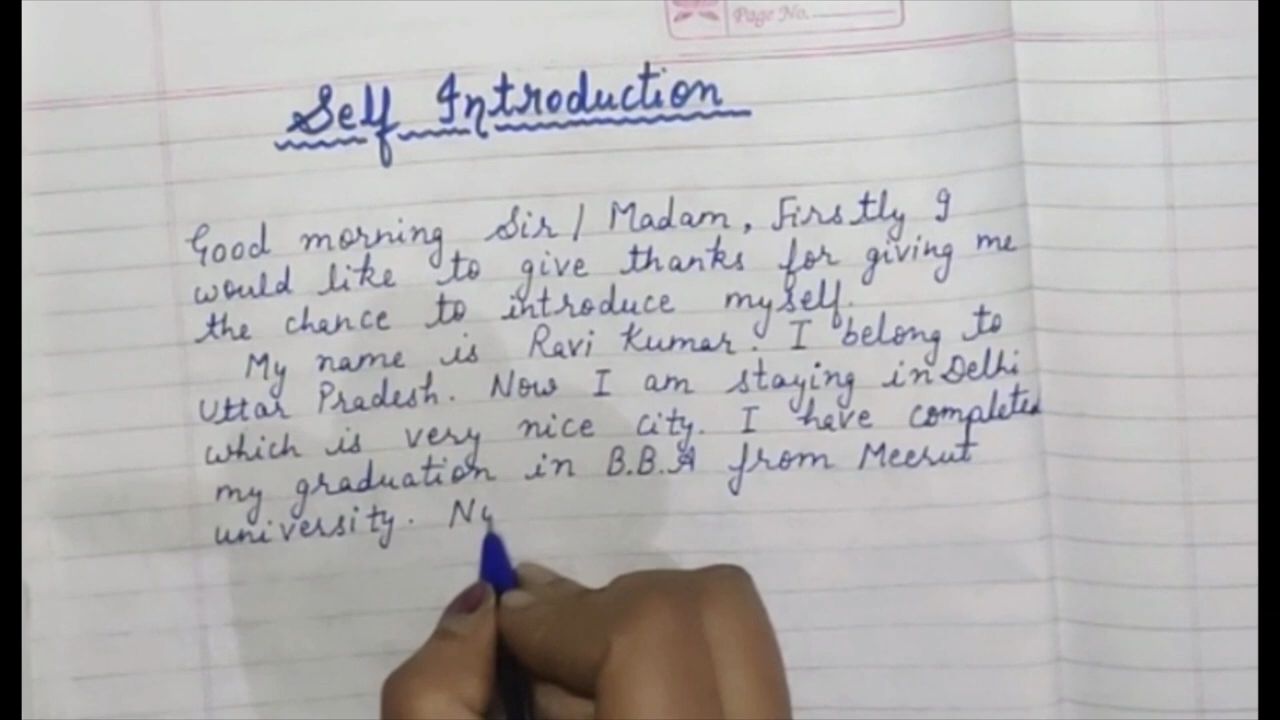 Page No.
Self Introduction
Good morning Sir / Madam, Firstly I
would like to give thanks for giving me
the chance to introduce myself.
My name is Ravi Kumar. I belong to
Uttar Pradesh. Now I am staying in Delhi
which is very nice city. I have completed
my graduation in B.B.A from Meerut
university.